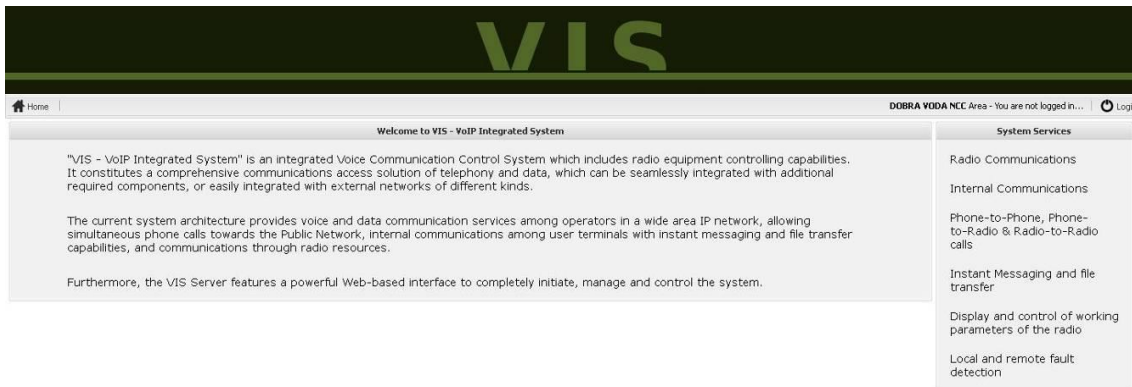 VIS
Home
DOBRA VODA NCC Area - You are not logged in...
Logi
Welcome to VIS - VoIP Integrated System
"VIS - VoIP Integrated System" is an integrated Voice Communication Control System which includes radio equipment controlling capabilities.
It constitutes a comprehensive communications access solution of telephony and data, which can be seamlessly integrated with additional
required components, or easily integrated with external networks of different kinds.
The current system architecture provides voice and data communication services among operators in a wide area IP network, allowing
simultaneous phone calls towards the Public Network, internal communications among user terminals with instant messaging and file transfer
capabilities, and communications through radio resources.
Furthermore, the VIS Server features a powerful Web-based interface to completely initiate, manage and control the system.
System Services
Radio Communications
Internal Communications
Phone-to-Phone, Phone-
to-Radio & Radio-to-Radio
calls
Instant Messaging and file
transfer
Display and control of working
parameters of the radio
Local and remote fault
detection